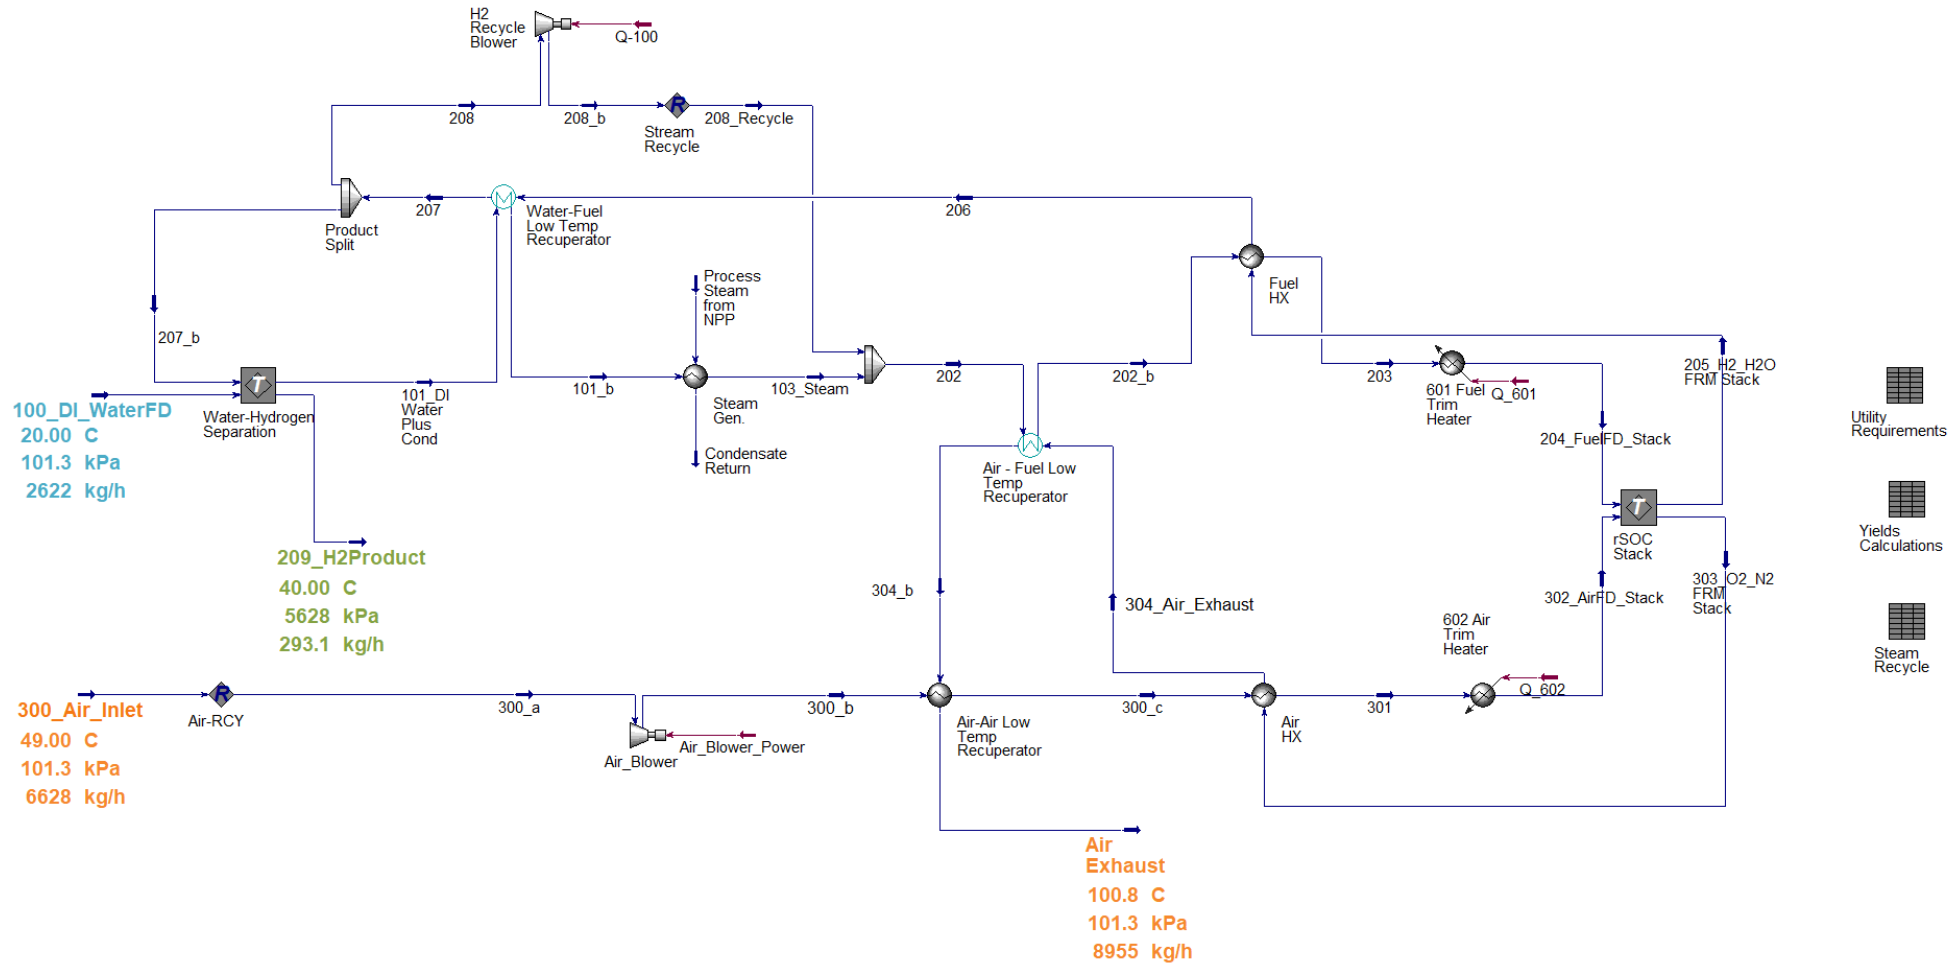 H2
Recycle
Blower
Q-100
208
208_b
R
208_Recycle
Stream
Recycle
207
206
Product
Split
Water-Fuel
Low Temp
Recuperator
Process
Steam
from
NPP
Fuel
HX
207_b
T
Water-Hydrogen
Separation
101_DI
Water
Plus
Cond
101_b
103_Steam
Steam
Gen.
Condensate
Return
202
202_b
203
601 Fuel
Trim
Heater
Q_601
205_H2_H2O
FRM Stack
204_FuelFD_Stack
Utility
Requirements
100_DI_WaterFD
20.00 C
101.3 kPa
2622 kg/h
Air - Fuel Low
Temp
Recuperator
T
rSOC
Stack
Yields
Calculations
209_H2Product
40.00 C
5628 kPa
293.1 kg/h
304_b
304_Air_Exhaust
302_AirFD_Stack
303_O2_N2
FRM
Stack
602 Air
Trim
Heater
Q_602
Steam
Recycle
300_Air_Inlet
49.00 C
101.3 kPa
6628 kg/h
R
Air-RCY
300_a
Air_Blower
Air_Blower_Power
300_b
Air-Air Low
Temp
Recuperator
300_c
Air
HX
301
Air
Exhaust
100.8 C
101.3 kPa
8955 kg/h